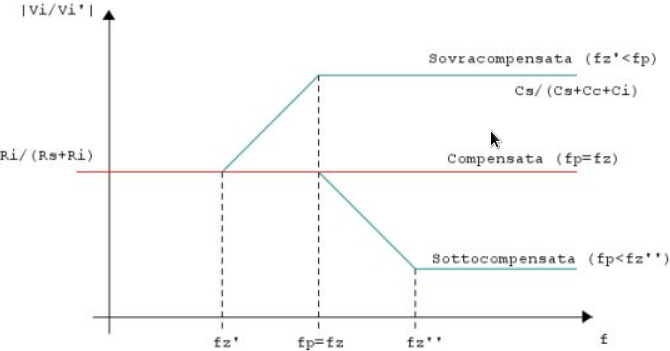 |Vi/Vi'|
Sovracompensata (fz'<fp)
Cs/(Cs+Cc+Ci)
Ri/(Rs+Ri)
Compensata (fp=fz)
Sottocompensata (fp<fz'')
fz'
fp=fz
fz''
f